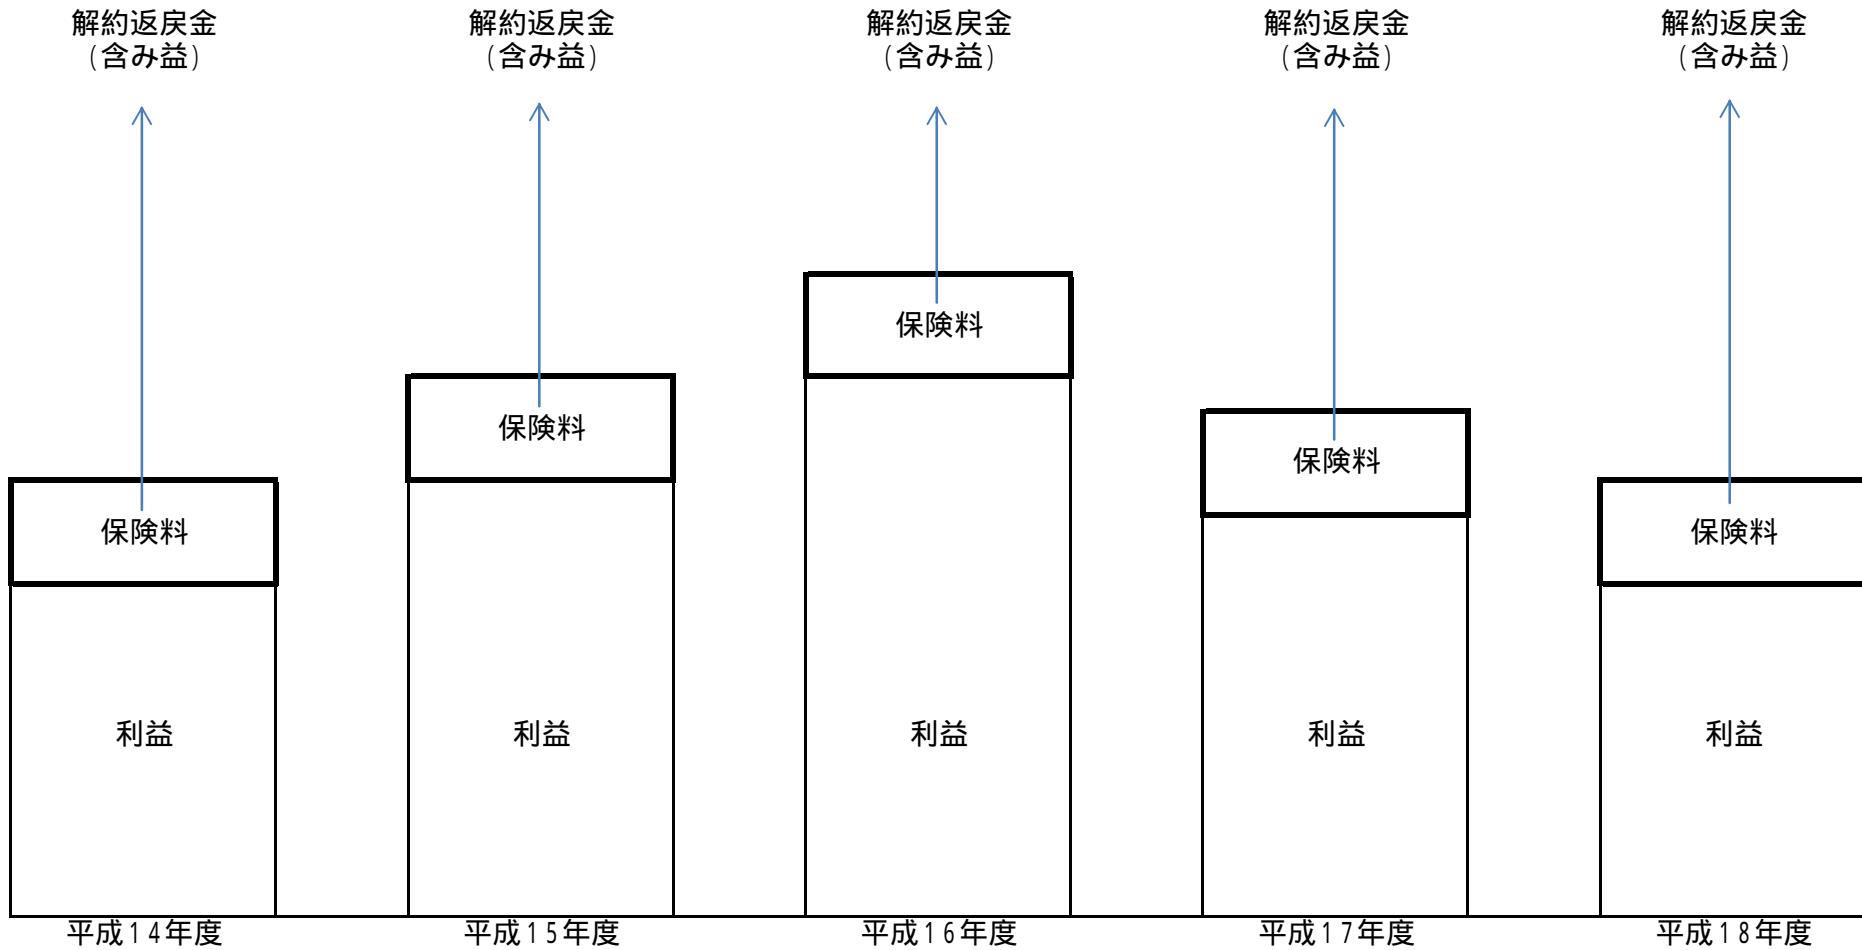 解約返戻金
(含み益)
解約返戻金
(含み益)
解約返戻金
(含み益)
解約返戻金
(含み益)
解約返戻金
(含み益)
保険料
保険料
保険料
保険料
保険料
利益
利益
利益
利益
利益
平成14年度
平成15年度
平成16年度
平成17年度
平成18年度